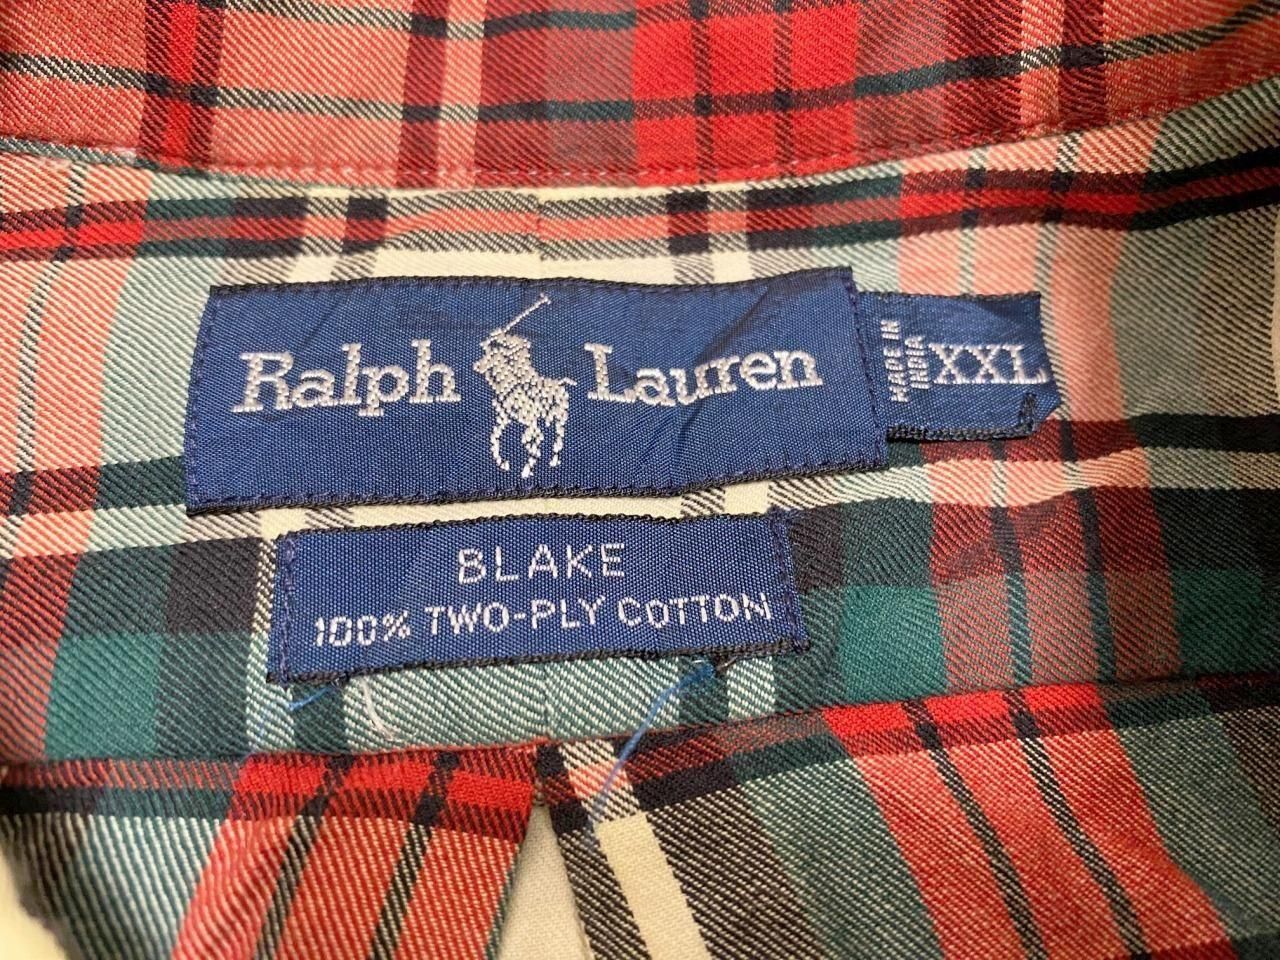 Ralph Lauren
MADE IN
INDIA
XXL
BLAKE
100% TWO-PLY COTTON